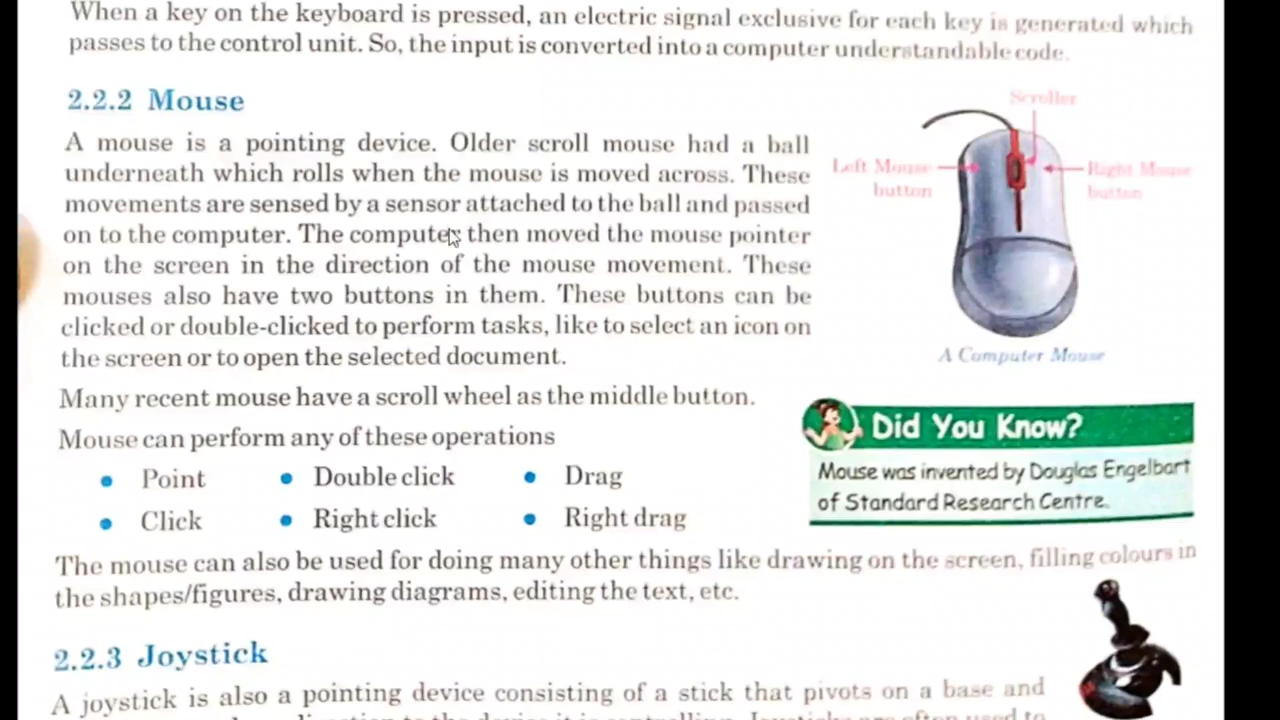 When a key on the keyboard is pressed, an electric signal exclusive for each key is generated which
passes to the control unit. So, the input is converted into a computer understandable code.
2.2.2 Mouse
A mouse is a pointing device. Older scroll mouse had a ball
underneath which rolls when the mouse is moved across. These
movements are sensed by a sensor attached to the ball and passed
on to the computer. The computer then moved the mouse pointer
on the screen in the direction of the mouse movement. These
mouses also have two buttons in them. These buttons can be
clicked or double-clicked to perform tasks, like to select an icon on
the screen or to open the selected document.
Scroller
Left Mouse
button
Right Mouse
button
A Computer Mouse
Many recent mouse have a scroll wheel as the middle button.
Mouse can perform any of these operations
• Point • Double click • Drag
• Click • Right click • Right drag
Did You Know?
Mouse was invented by Douglas Engelbart
of Standard Research Centre.
The mouse can also be used for doing many other things like drawing on the screen, filling colours in
the shapes/figures, drawing diagrams, editing the text, etc.
2.2.3 Joystick
A joystick is also a pointing device consisting of a stick that pivots on a base and